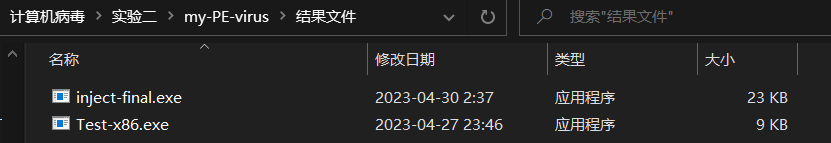 计算机病毒 › 实验二 › my-PE-virus › 结果文件 搜索"结果文件"
名称 修改日期 类型 大小
inject-final.exe 2023-04-30 2:37 应用程序 23 KB
Test-x86.exe 2023-04-27 23:46 应用程序 9 KB